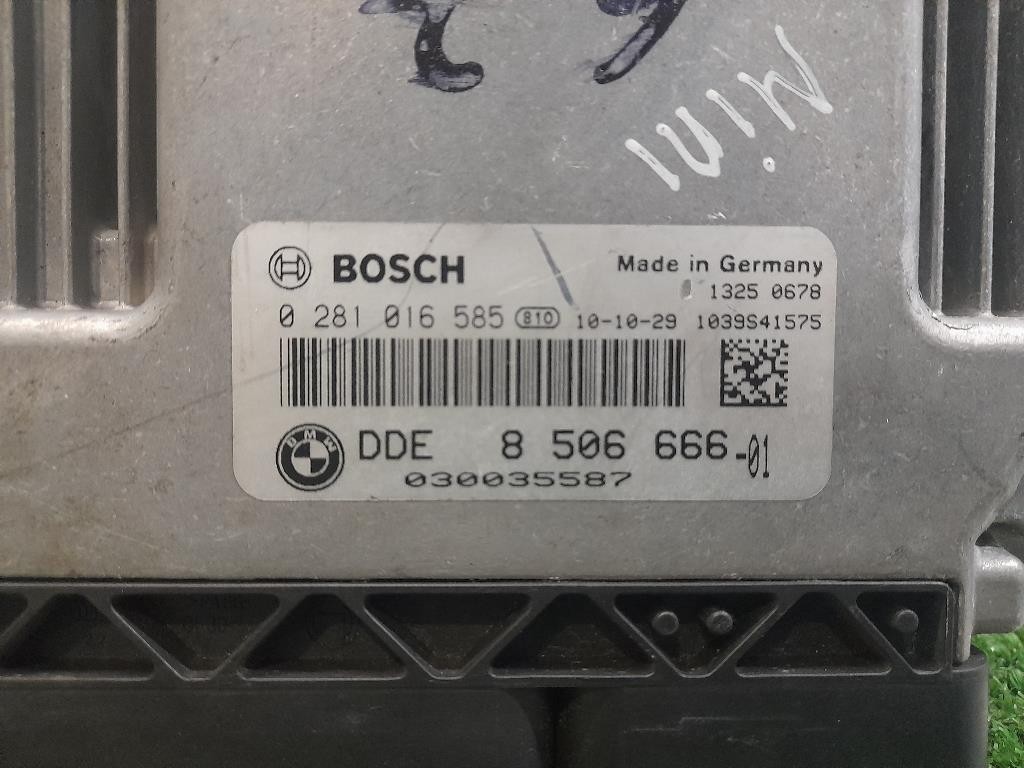 Mini
BOSCH
Made in Germany
1325 0678
0 281 016 585 810 10-10-29 1039S41575
BMW DDE 8 506 666-01
030035587